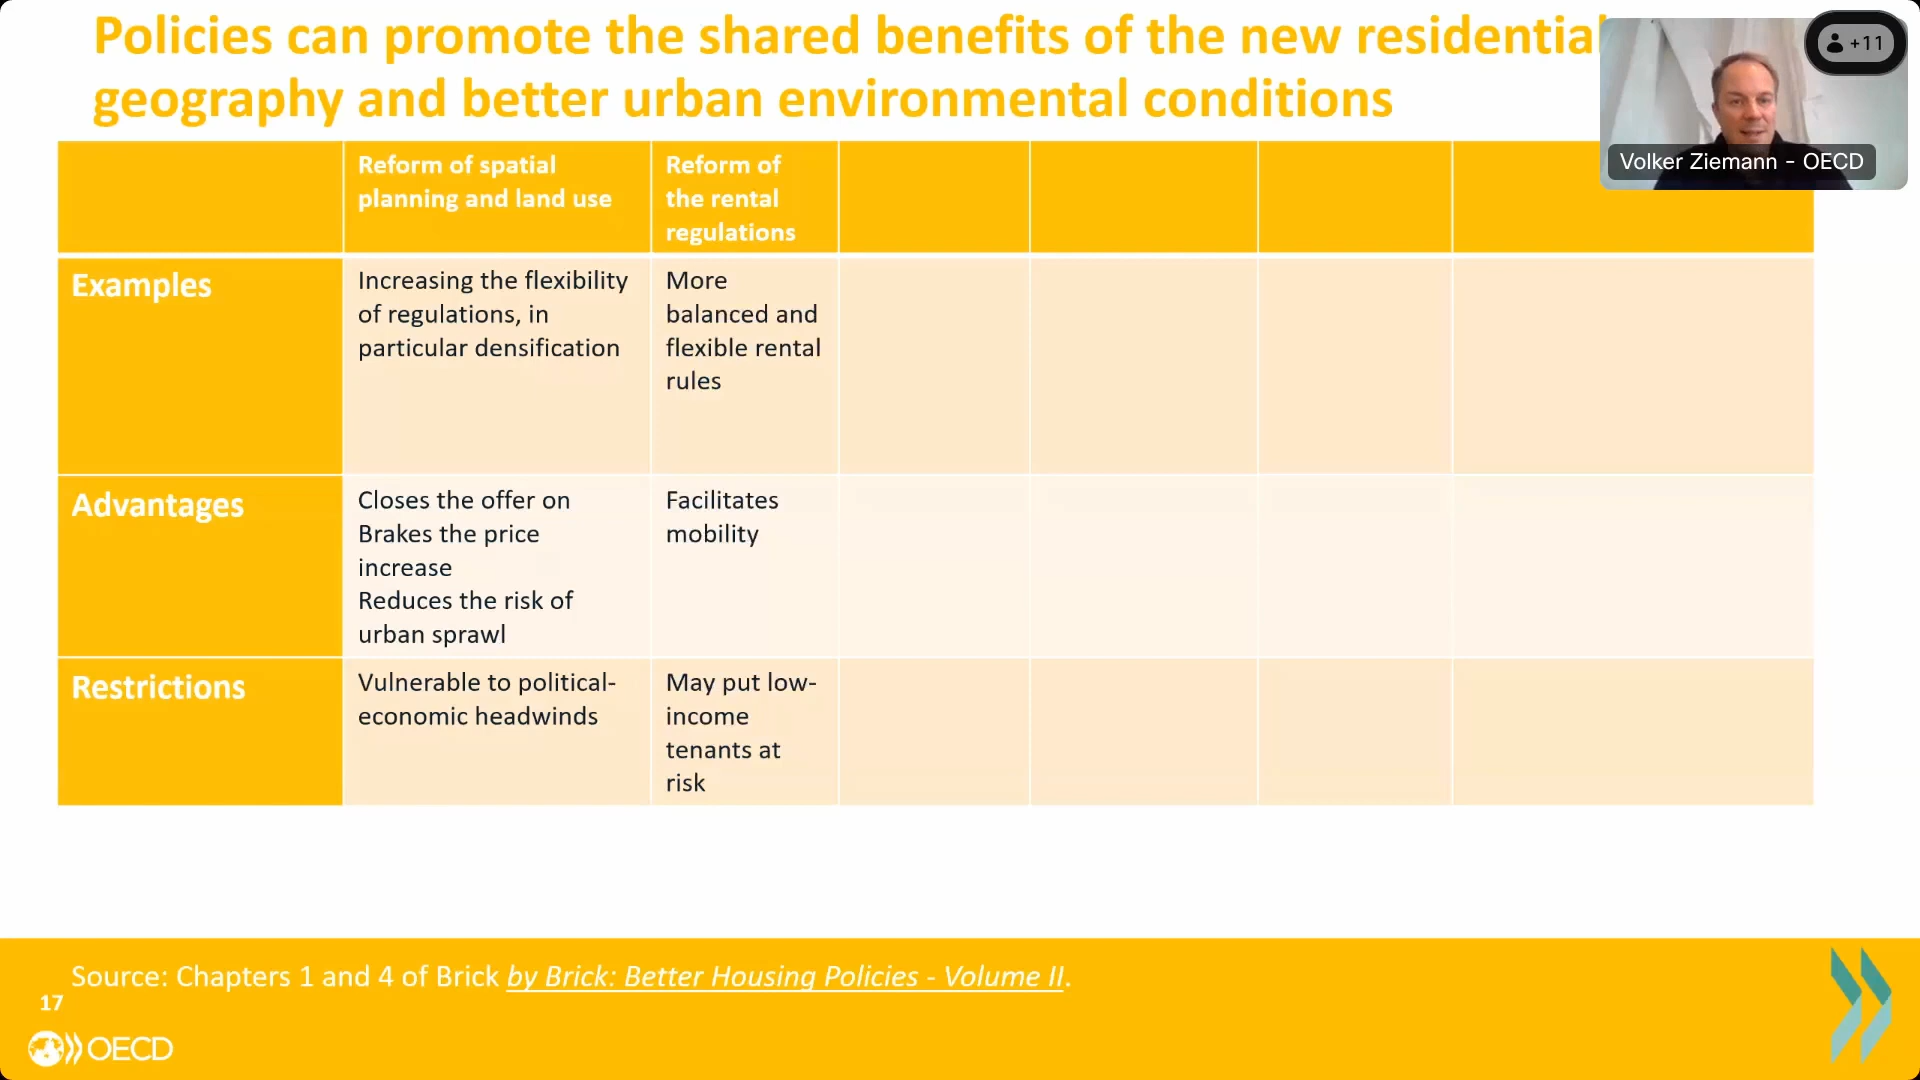 Policies can promote the shared benefits of the new residential
geography and better urban environmental conditions
+11
Volker Ziemann - OECD
Reform of spatial
planning and land use
Reform of
the rental
regulations
Examples
Increasing the flexibility
of regulations, in
particular densification
More
balanced and
flexible rental
rules
Advantages
Closes the offer on
Brakes the price
increase
Reduces the risk of
urban sprawl
Facilitates
mobility
Restrictions
Vulnerable to political-
economic headwinds
May put low-
income
tenants at
risk
Source: Chapters 1 and 4 of Brick by Brick: Better Housing Policies - Volume II.
17
OECD